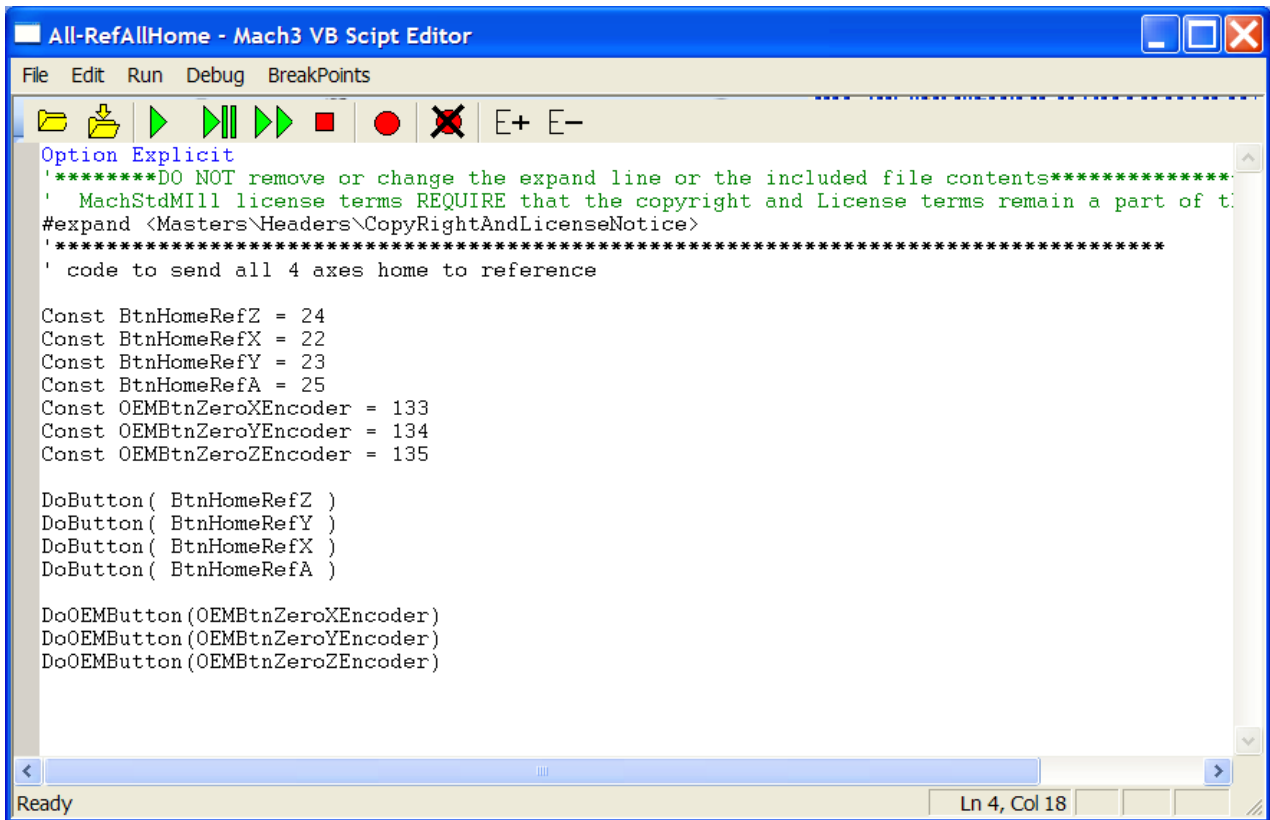 All-RefAllHome - Mach3 VB Scipt Editor
File Edit Run Debug BreakPoints
E+ E-
Option Explicit
'********DO NOT remove or change the expand line or the included file contents***************
'  MachStdMIll license terms REQUIRE that the copyright and License terms remain a part of
#expand <Masters\Headers\CopyRightAndLicenseNotice>
'*************************************************************************************
' code to send all 4 axes home to reference
Const BtnHomeRefZ = 24
Const BtnHomeRefX = 22
Const BtnHomeRefY = 23
Const BtnHomeRefA = 25
Const OEMBtnZeroXEncoder = 133
Const OEMBtnZeroYEncoder = 134
Const OEMBtnZeroZEncoder = 135
DoButton( BtnHomeRefZ )
DoButton( BtnHomeRefY )
DoButton( BtnHomeRefX )
DoButton( BtnHomeRefA )
DoOEMButton(OEMBtnZeroXEncoder)
DoOEMButton(OEMBtnZeroYEncoder)
DoOEMButton(OEMBtnZeroZEncoder)
Ready
Ln 4, Col 18